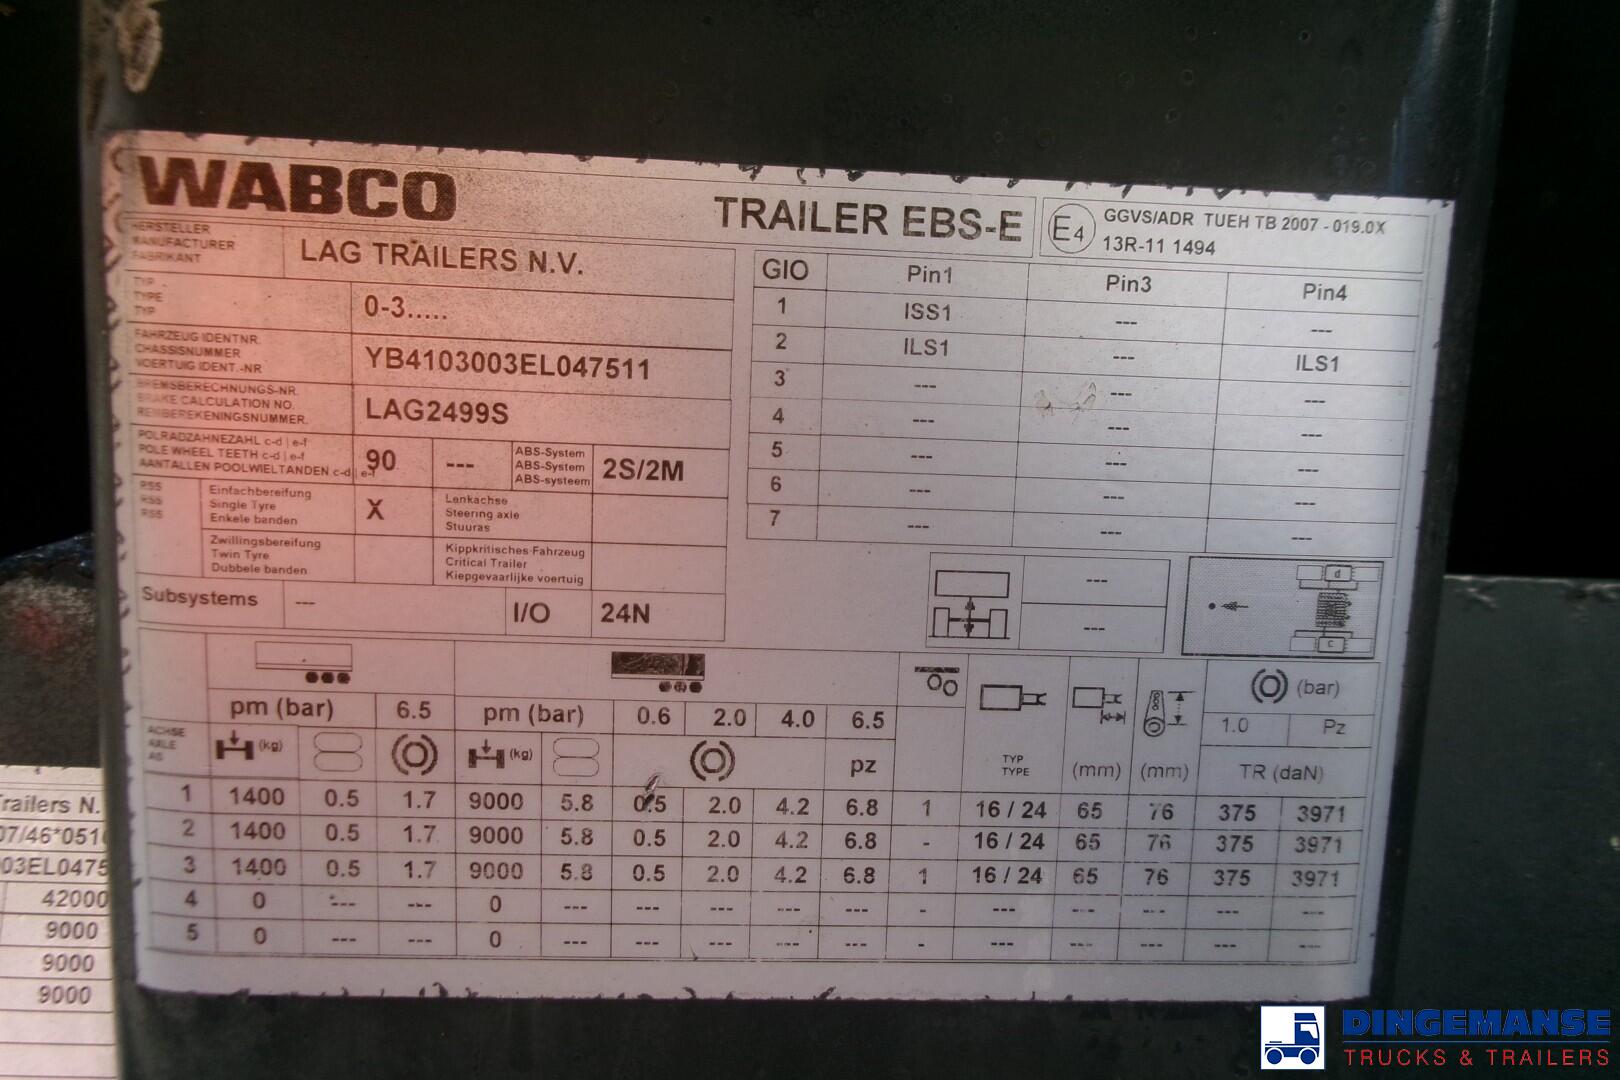 WABCO
TRAILER EBS-E
E4
GGVS/ADR TUEH TB 2007 - 019.0X
13R-11 1494
HERSTELLER
MANUFACTURER
FABRIKANT
LAG TRAILERS N.V.
TYP
TYPE
TYP
0-3.....
FAHRZEUG IDENTNR.
CHASSISNUMMER
VOERTUIG IDENT.-NR
YB4103003EL047511
BREMSBERECHNUNGS-NR.
BRAKE CALCULATION NO.
REMBEREKENINGSNUMMER.
LAG2499S
POLRADZAHNEZAHL c-d | e-f
POLE WHEEL TEETH c-d | e-f
AANTALLEN POOLWIELTANDEN c-d | e-f
90 ---
ABS-System
ABS-System
ABS-systeem
2S/2M
RSS
RSS
RSS
Einfachbereifung
Single Tyre
Enkele banden
X
Lenkachse
Steering axle
Stuuras
Zwillingsbereifung
Twin Tyre
Dubbele banden
Kippkritisches Fahrzeug
Critical Trailer
Kiepgevaarlijke voertuig
Subsystems --- I/O 24N
GIO Pin1 Pin3 Pin4
1 ISS1 --- ---
2 ILS1 --- ILS1
3 --- --- ---
4 --- --- ---
5 --- --- ---
6 --- --- ---
7 --- --- ---
---
---
d
c
pm (bar) 6.5 pm (bar) 0.6 2.0 4.0 6.5
(bar)
1.0 Pz
ACHSE
AXLE
AS
(kg) (kg) pz
TYP
TYPE
(mm) (mm) TR (daN)
1 1400 0.5 1.7 9000 5.8 0.5 2.0 4.2 6.8 1 16 / 24 65 76 375 3971
2 1400 0.5 1.7 9000 5.8 0.5 2.0 4.2 6.8 - 16 / 24 65 76 375 3971
3 1400 0.5 1.7 9000 5.8 0.5 2.0 4.2 6.8 1 16 / 24 65 76 375 3971
4 0 --- --- 0 --- --- --- --- --- - --- --- --- --- ---
5 0 --- --- 0 --- --- --- --- --- - --- --- --- --- ---
railers N.
07/46*051
003EL0475
42000
9000
9000
9000
DINGEMANSE
TRUCKS & TRAILERS